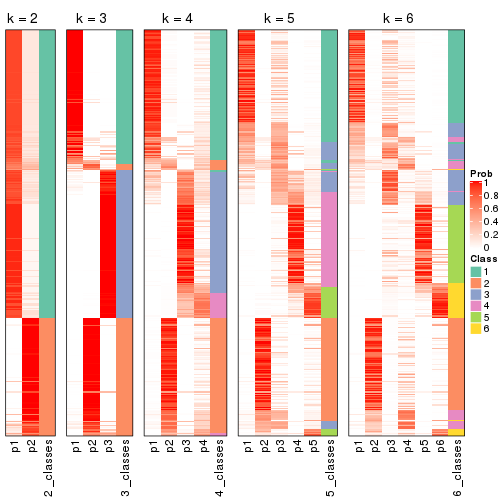 k = 2
k = 3
k = 4
k = 5
k = 6
p1
p2
2_classes
p1
p2
p3
3_classes
p1
p2
p3
p4
4_classes
p1
p2
p3
p4
p5
5_classes
p1
p2
p3
p4
p5
p6
6_classes
Prob
1
0.8
0.6
0.4
0.2
0
Class
1
2
3
4
5
6